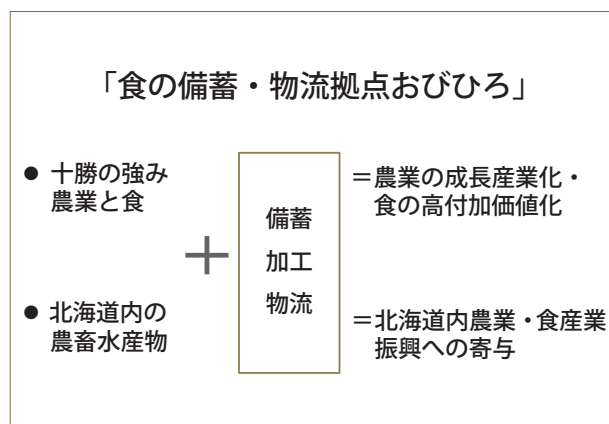 「食の備蓄・物流拠点おびひろ」
● 十勝の強み
農業と食
＋
● 北海道内の
農畜水産物
備蓄
加工
物流
＝農業の成長産業化・
食の高付加価値化
＝北海道内農業・食産業
振興への寄与